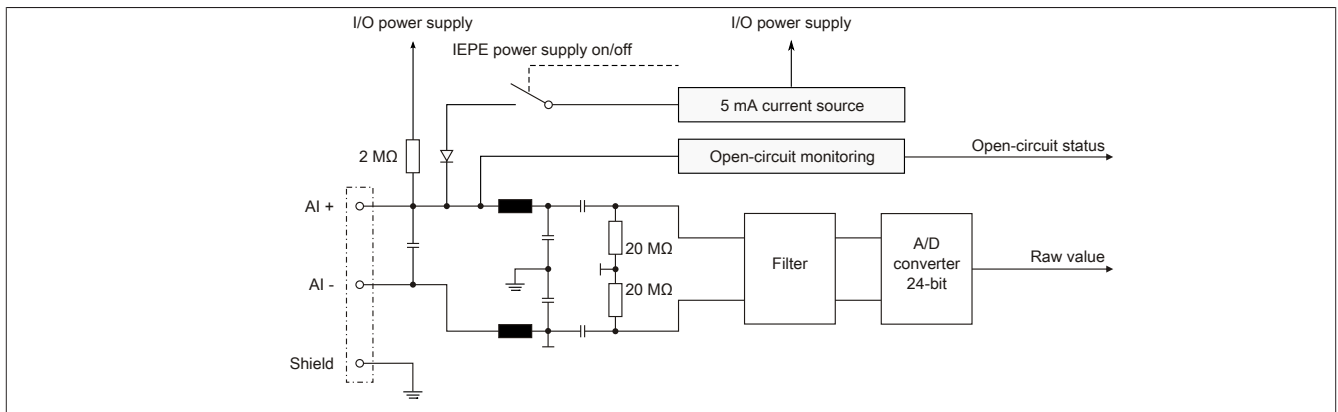 I/O power supply
I/O power supply
IEPE power supply on/off
5 mA current source
2 MΩ
Open-circuit monitoring
Open-circuit status
AI +
20 MΩ
Filter
A/D
converter
24-bit
Raw value
AI -
20 MΩ
Shield